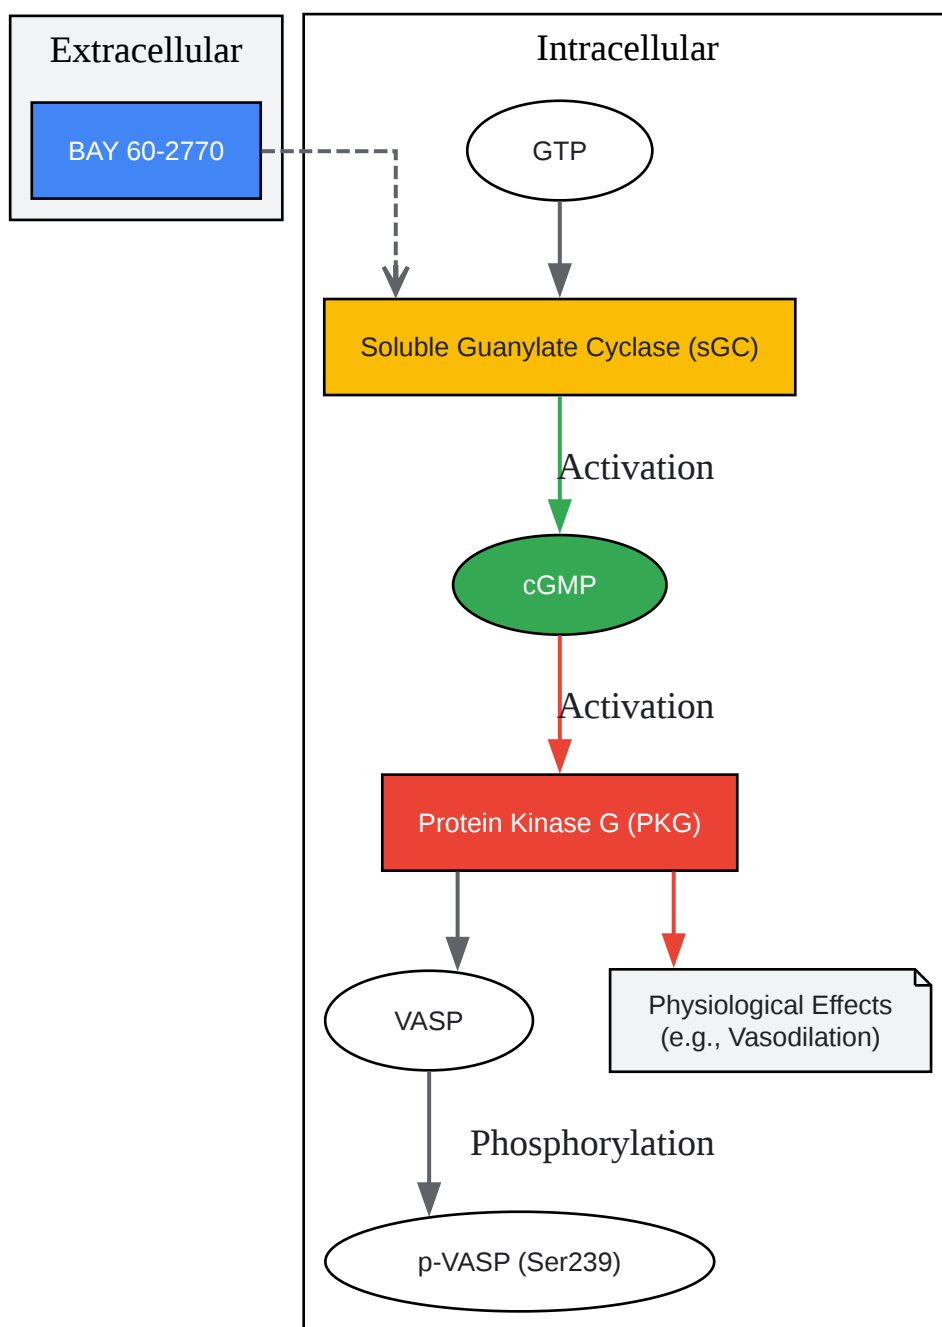 Extracellular
Intracellular
BAY 60-2770
GTP
Soluble Guanylate Cyclase (sGC)
Activation
cGMP
Activation
Protein Kinase G (PKG)
VASP
Physiological Effects
(e.g., Vasodilation)
Phosphorylation
p-VASP (Ser239)